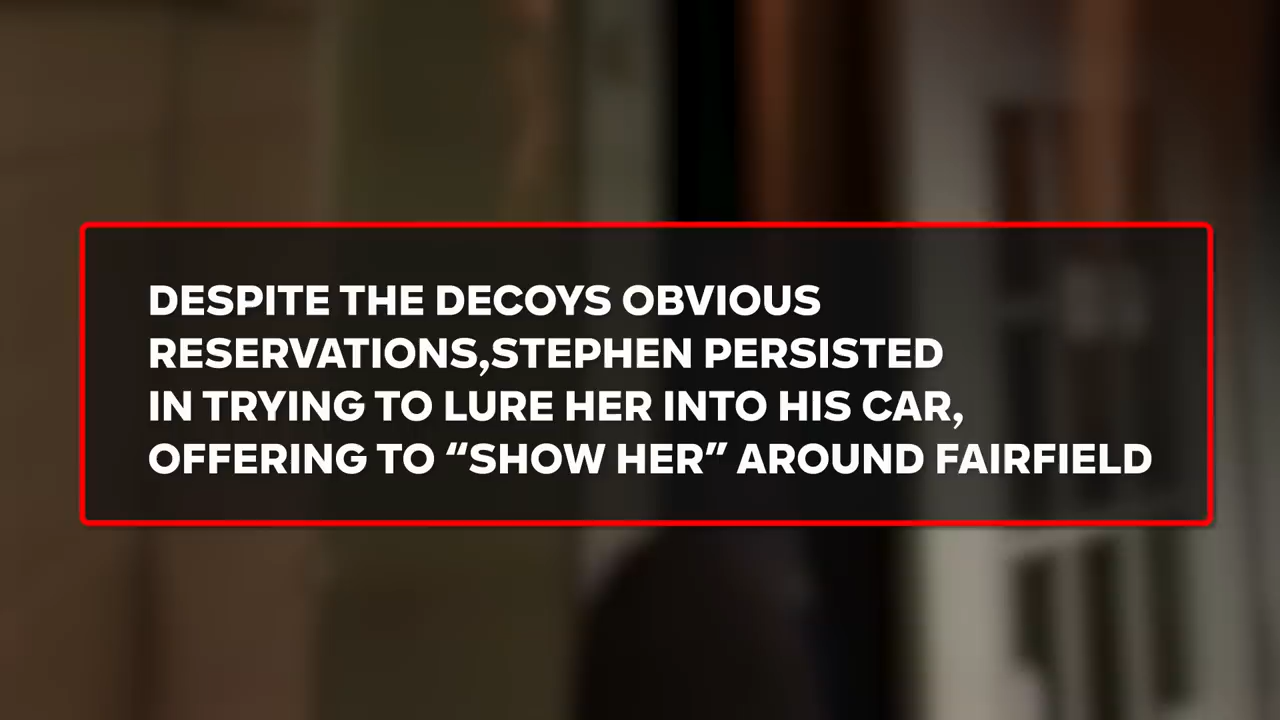 DESPITE THE DECOYS OBVIOUS
RESERVATIONS,STEPHEN PERSISTED
IN TRYING TO LURE HER INTO HIS CAR,
OFFERING TO “SHOW HER” AROUND FAIRFIELD